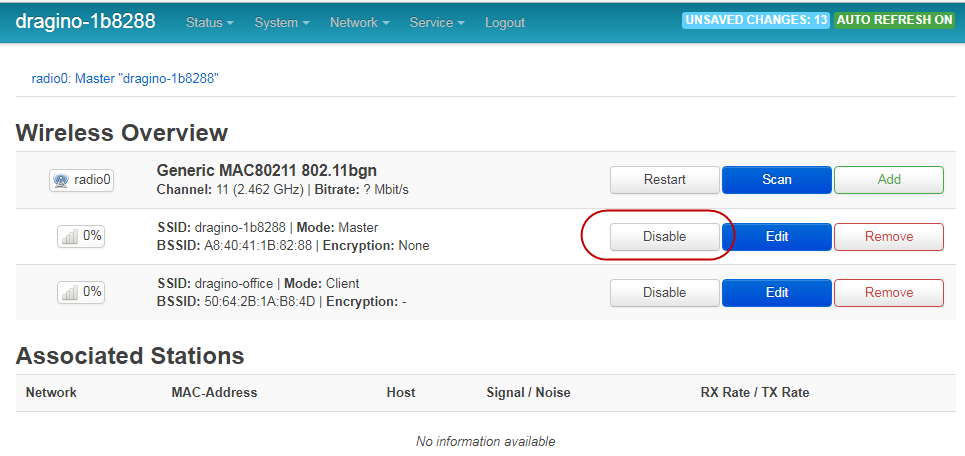 dragino-1b8288 Status System Network Service Logout UNSAVED CHANGES: 13 AUTO REFRESH ON
radio0: Master "dragino-1b8288"
Wireless Overview
radio0 Generic MAC80211 802.11bgn Restart Scan Add
Channel: 11 (2.462 GHz) | Bitrate: ? Mbit/s
0% SSID: dragino-1b8288 | Mode: Master Disable Edit Remove
BSSID: A8:40:41:1B:82:88 | Encryption: None
0% SSID: dragino-office | Mode: Client Disable Edit Remove
BSSID: 50:64:2B:1A:B8:4D | Encryption: -
Associated Stations
Network MAC-Address Host Signal / Noise RX Rate / TX Rate
No information available